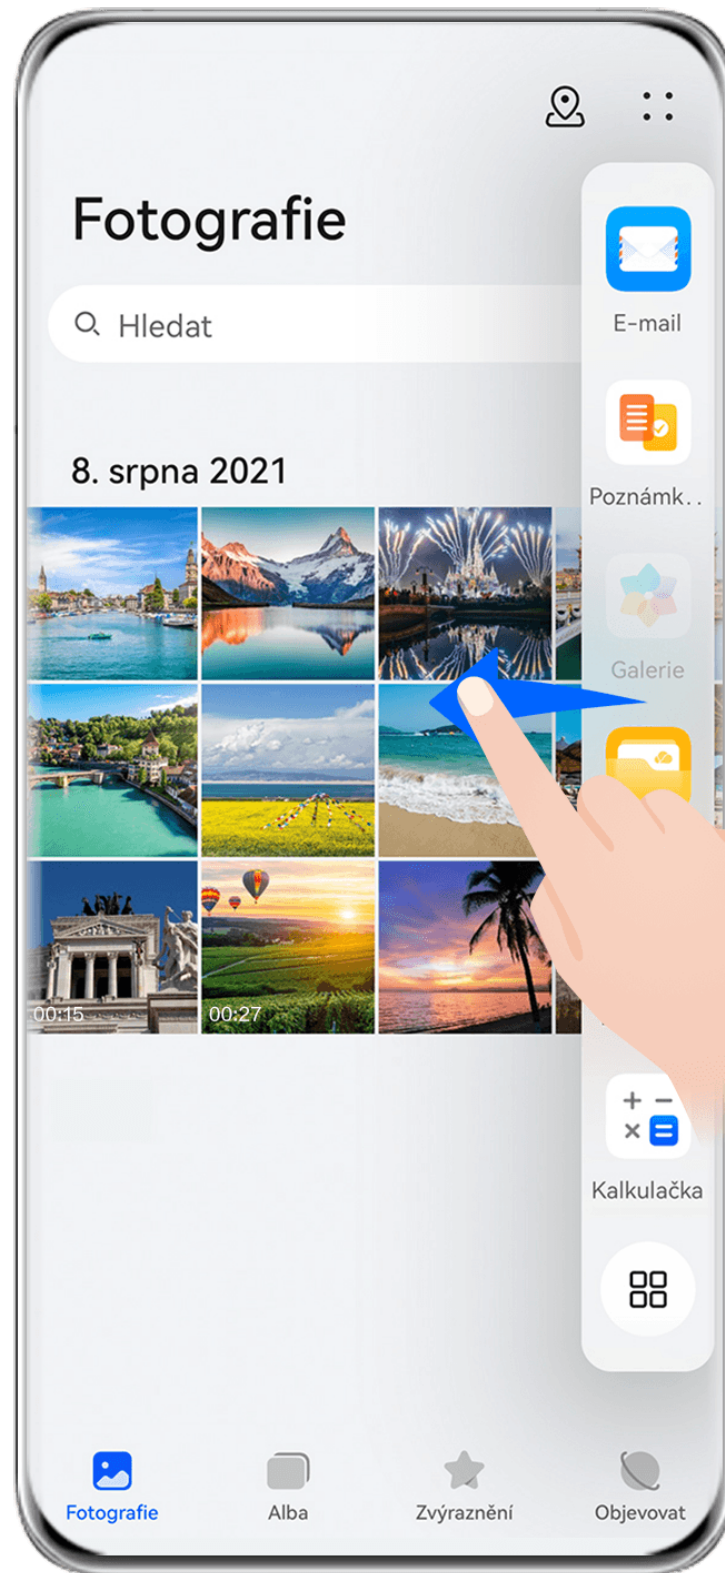 Fotografie
Hledat
E-mail
Poznámk. .
8. srpna 2021
Galerie
00:15
00:27
Kalkulačka
Fotografie
Alba
Zvýraznění
Objevovat